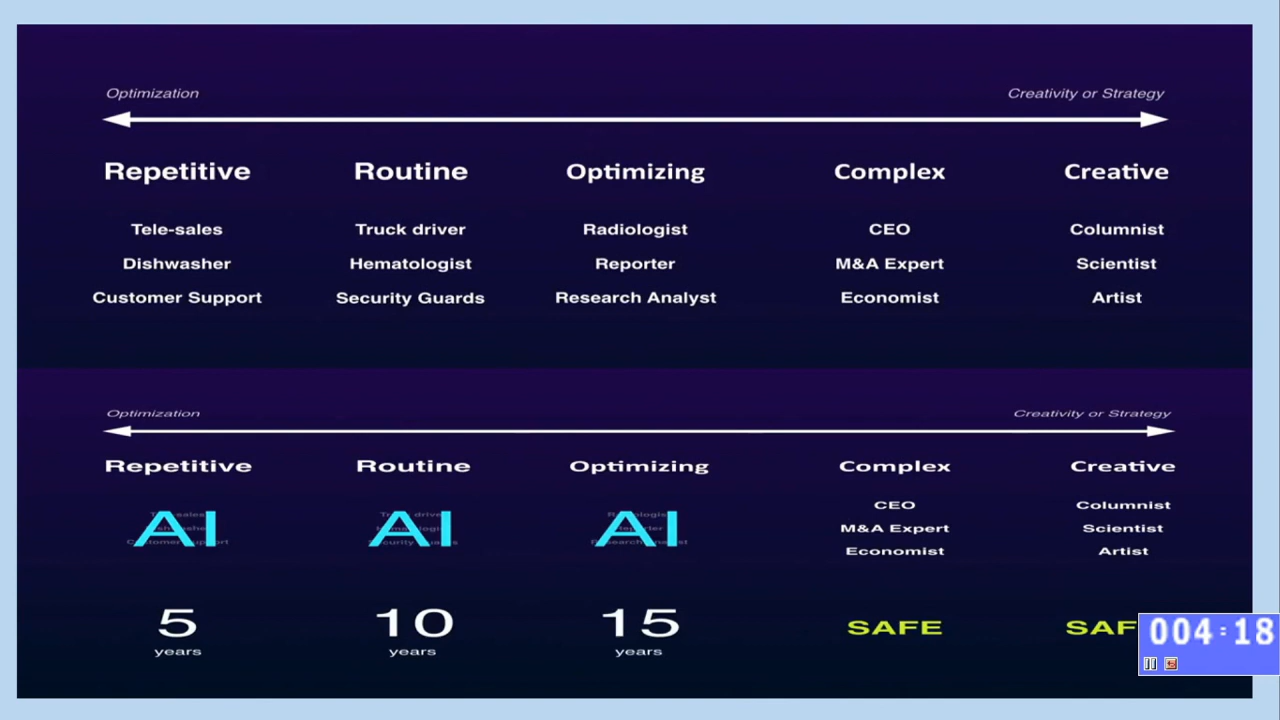 Optimization Creativity or Strategy
Repetitive Routine Optimizing Complex Creative
Tele-sales Truck driver Radiologist CEO Columnist
Dishwasher Hematologist Reporter M&A Expert Scientist
Customer Support Security Guards Research Analyst Economist Artist
Optimization Creativity or Strategy
Repetitive Routine Optimizing Complex Creative
AI AI AI
CEO Columnist
M&A Expert Scientist
Economist Artist
5 10 15 SAFE SAF
years years years
004:18